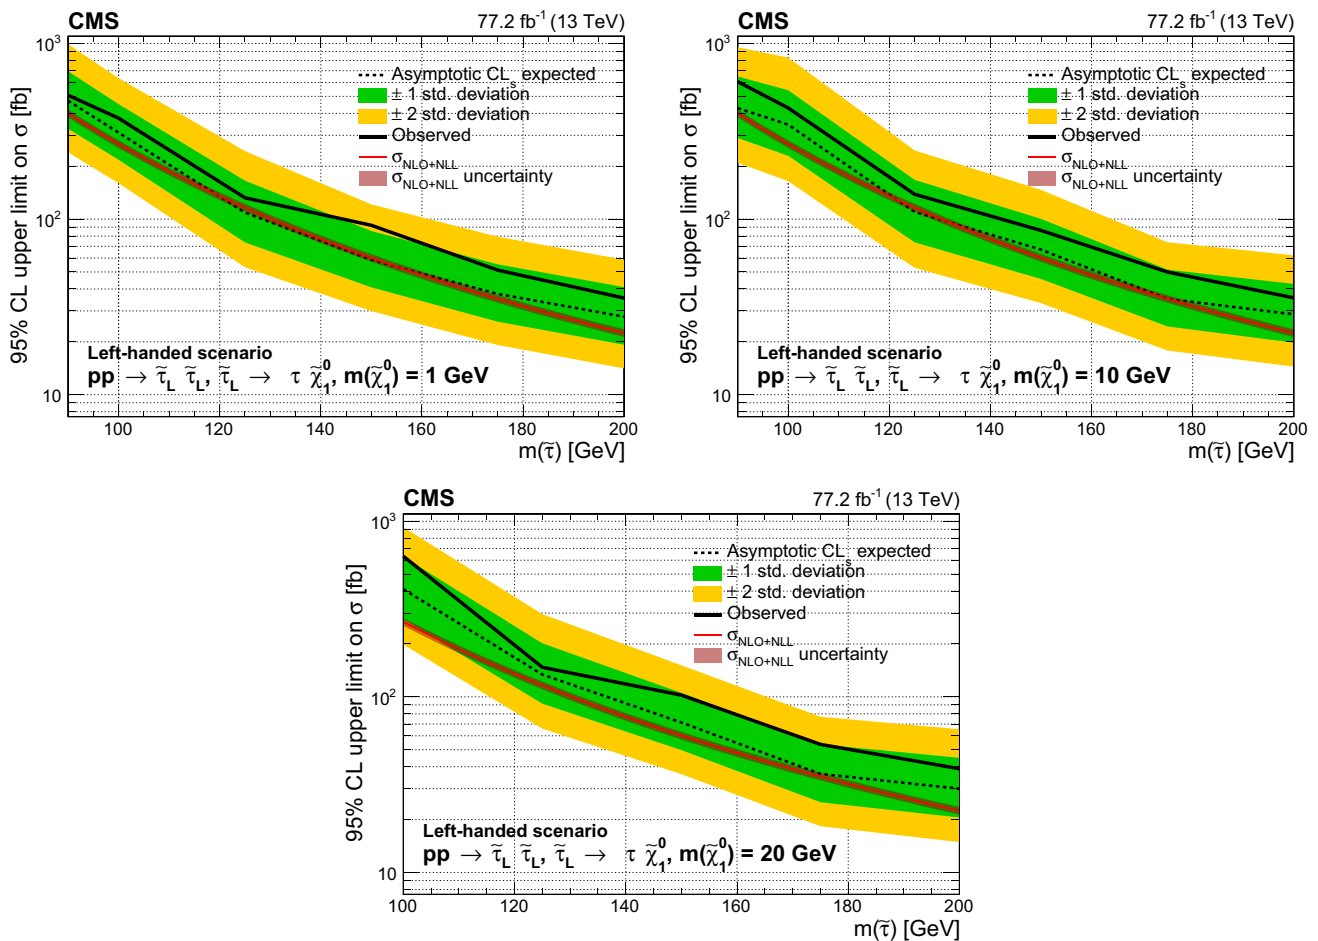 CMS 77.2 fb⁻¹ (13 TeV)
95% CL upper limit on σ [fb]
10³
10²
10
Asymptotic CLₛ expected
± 1 std. deviation
± 2 std. deviation
Observed
σNLO+NLL
σNLO+NLL uncertainty
Left-handed scenario
pp → τ̃L τ̃L, τ̃L → τ χ̃⁰₁, m(χ̃⁰₁) = 1 GeV
100 120 140 160 180 200
m(τ̃) [GeV]
CMS 77.2 fb⁻¹ (13 TeV)
95% CL upper limit on σ [fb]
10³
10²
10
Asymptotic CLₛ expected
± 1 std. deviation
± 2 std. deviation
Observed
σNLO+NLL
σNLO+NLL uncertainty
Left-handed scenario
pp → τ̃L τ̃L, τ̃L → τ χ̃⁰₁, m(χ̃⁰₁) = 10 GeV
100 120 140 160 180 200
m(τ̃) [GeV]
CMS 77.2 fb⁻¹ (13 TeV)
95% CL upper limit on σ [fb]
10³
10²
10
Asymptotic CLₛ expected
± 1 std. deviation
± 2 std. deviation
Observed
σNLO+NLL
σNLO+NLL uncertainty
Left-handed scenario
pp → τ̃L τ̃L, τ̃L → τ χ̃⁰₁, m(χ̃⁰₁) = 20 GeV
100 120 140 160 180 200
m(τ̃) [GeV]